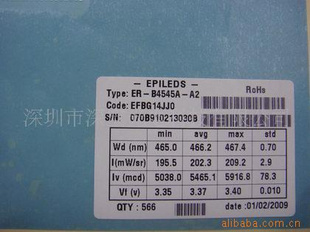 - EPILEDS -
Type: ER-B4545A-A2
RoHs
Code: EFBG14JJ0
深圳市深
S/N: 070B910213030B
min avg max std
Wd (nm) 465.0 466.2 467.4 0.70
I(mW/sr) 195.5 202.3 209.2 2.9
Iv (mcd) 5038.0 5465.1 5916.8 78.3
Vf (v) 3.35 3.37 3.40 0.010
QTY : 566 date :01/02/2009
alibaba.com.cn